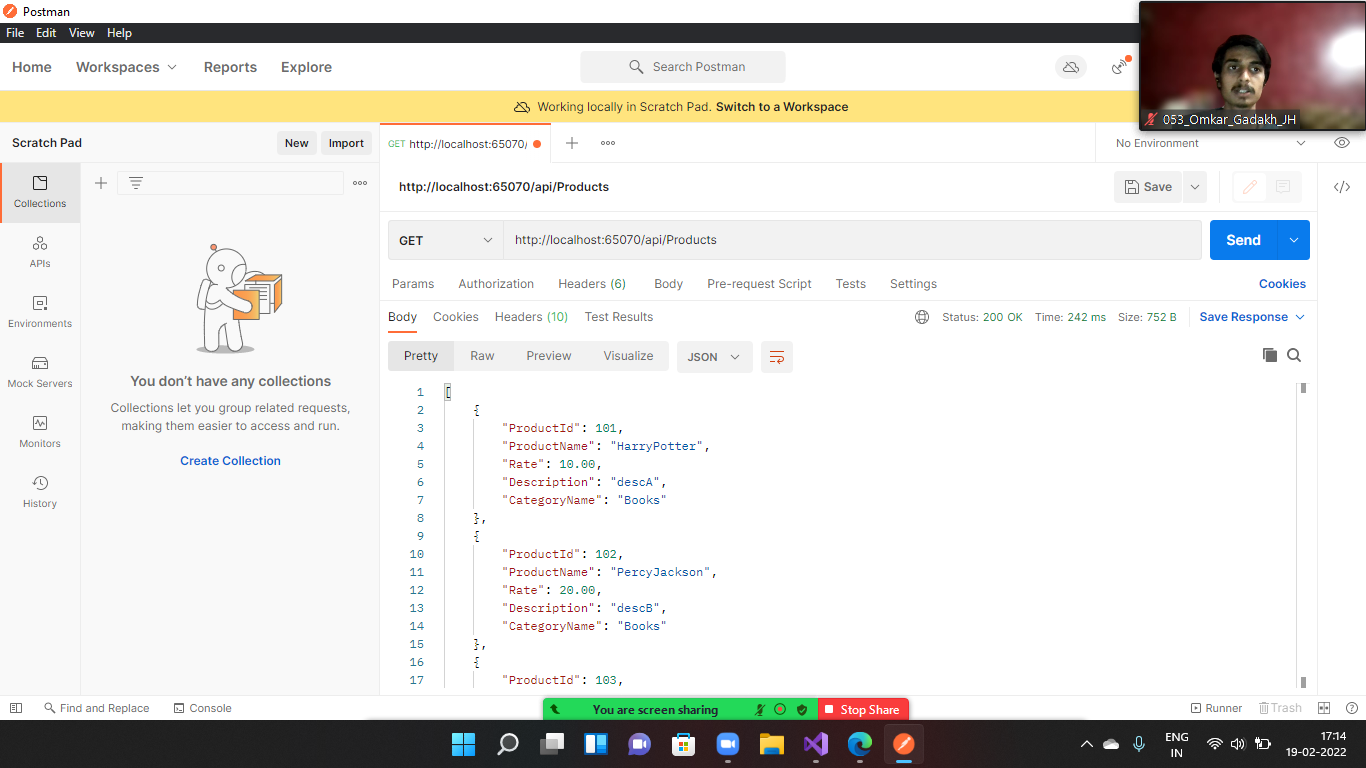 Postman
File Edit View Help
Home Workspaces Reports Explore Search Postman
Working locally in Scratch Pad. Switch to a Workspace
053_Omkar_Gadakh_JH
Scratch Pad New Import GET http://localhost:65070/ No Environment
http://localhost:65070/api/Products Save
Collections
GET http://localhost:65070/api/Products Send
APIs
Params Authorization Headers (6) Body Pre-request Script Tests Settings Cookies
Environments
Body Cookies Headers (10) Test Results Status: 200 OK Time: 242 ms Size: 752 B Save Response
Mock Servers
Pretty Raw Preview Visualize JSON
Monitors
History
You don't have any collections
Collections let you group related requests,
making them easier to access and run.
Create Collection
1 [
2 {
3 "ProductId": 101,
4 "ProductName": "HarryPotter",
5 "Rate": 10.00,
6 "Description": "descA",
7 "CategoryName": "Books"
8 },
9 {
10 "ProductId": 102,
11 "ProductName": "PercyJackson",
12 "Rate": 20.00,
13 "Description": "descB",
14 "CategoryName": "Books"
15 },
16 {
17 "ProductId": 103,
Find and Replace Console You are screen sharing Stop Share Runner Trash
ENG
IN
17:14
19-02-2022